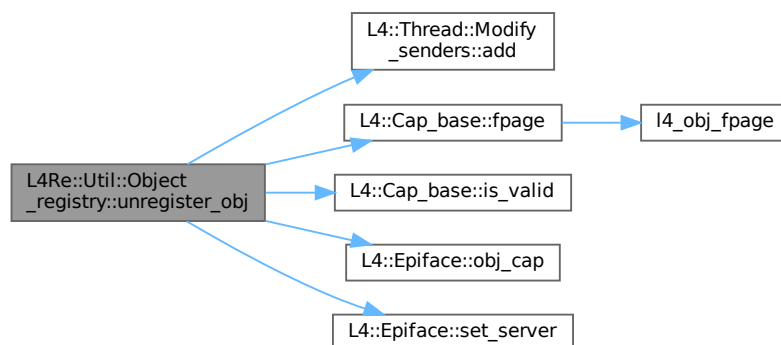 L4::Thread::Modify
_senders::add
L4::Cap_base::fpage
l4_obj_fpage
L4Re::Util::Object
_registry::unregister_obj
L4::Cap_base::is_valid
L4::Epiface::obj_cap
L4::Epiface::set_server